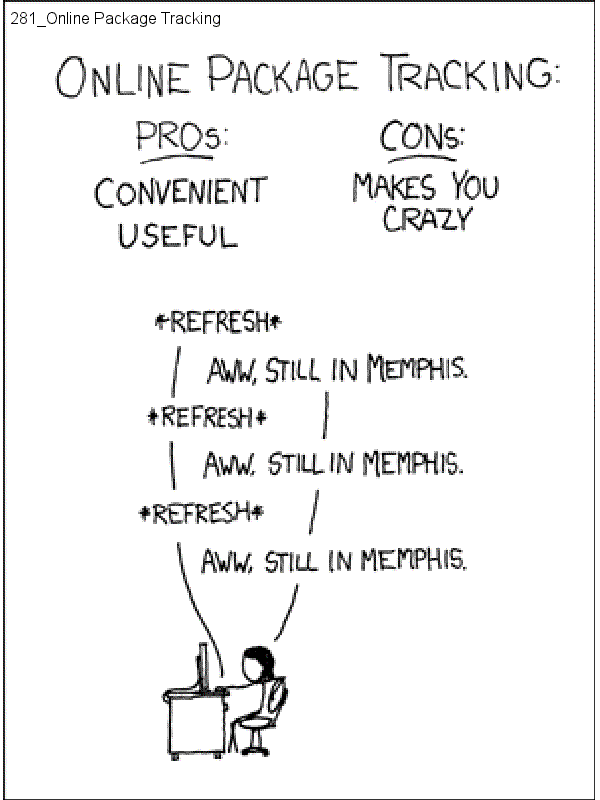 281_Online Package Tracking
ONLINE PACKAGE TRACKING:
PROS:
CONVENIENT
USEFUL
CONS:
MAKES YOU
CRAZY
*REFRESH*
AWW, STILL IN MEMPHIS.
*REFRESH*
AWW, STILL IN MEMPHIS.
*REFRESH*
AWW, STILL IN MEMPHIS.